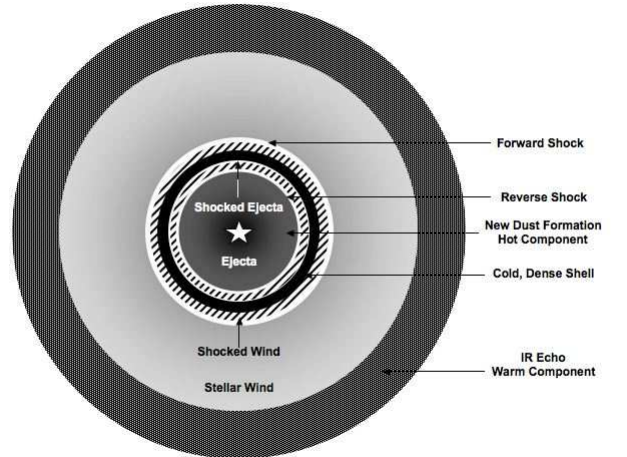 Forward Shock
Reverse Shock
Shocked Ejecta
New Dust Formation
Hot Component
Ejecta
Cold, Dense Shell
Shocked Wind
IR Echo
Warm Component
Stellar Wind